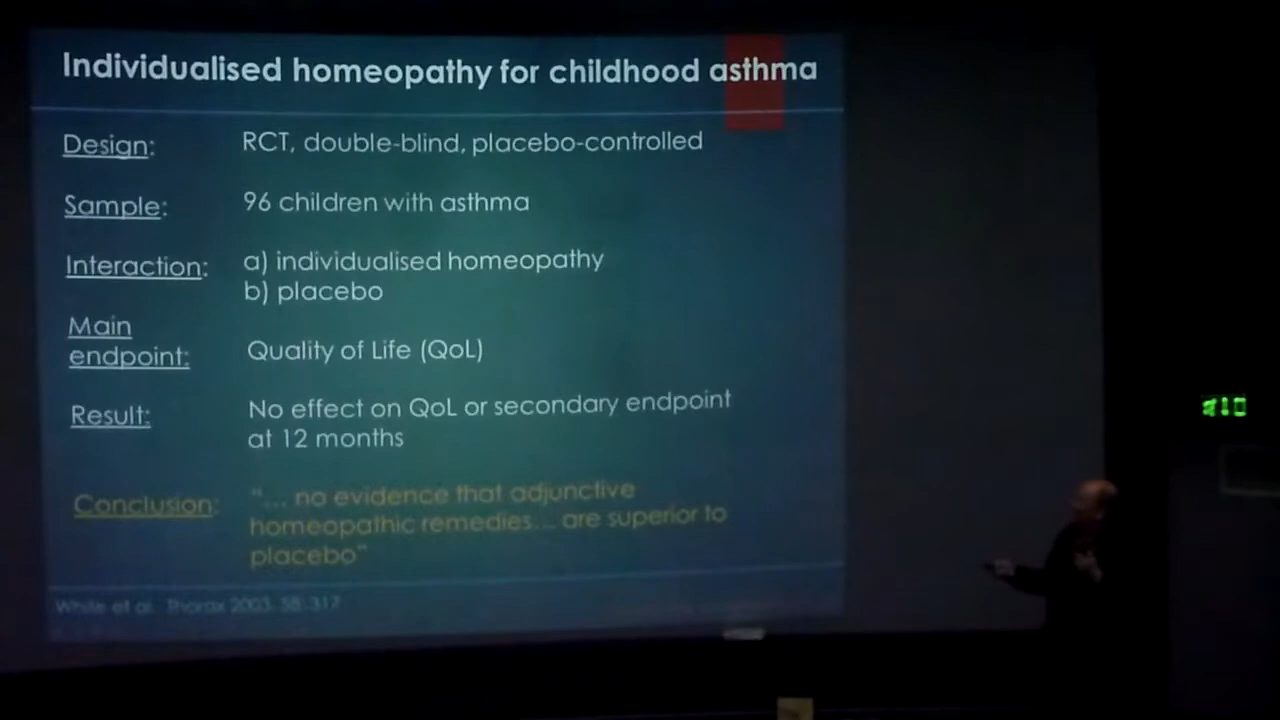 Individualised homeopathy for childhood asthma
Design: RCT, double-blind, placebo-controlled
Sample: 96 children with asthma
Interaction: a) individualised homeopathy
b) placebo
Main
endpoint: Quality of Life (QoL)
Result: No effect on QoL or secondary endpoint
at 12 months
Conclusion: "... no evidence that adjunctive
homeopathic remedies... are superior to
placebo"
White et al. Thorax 2003, 58: 317